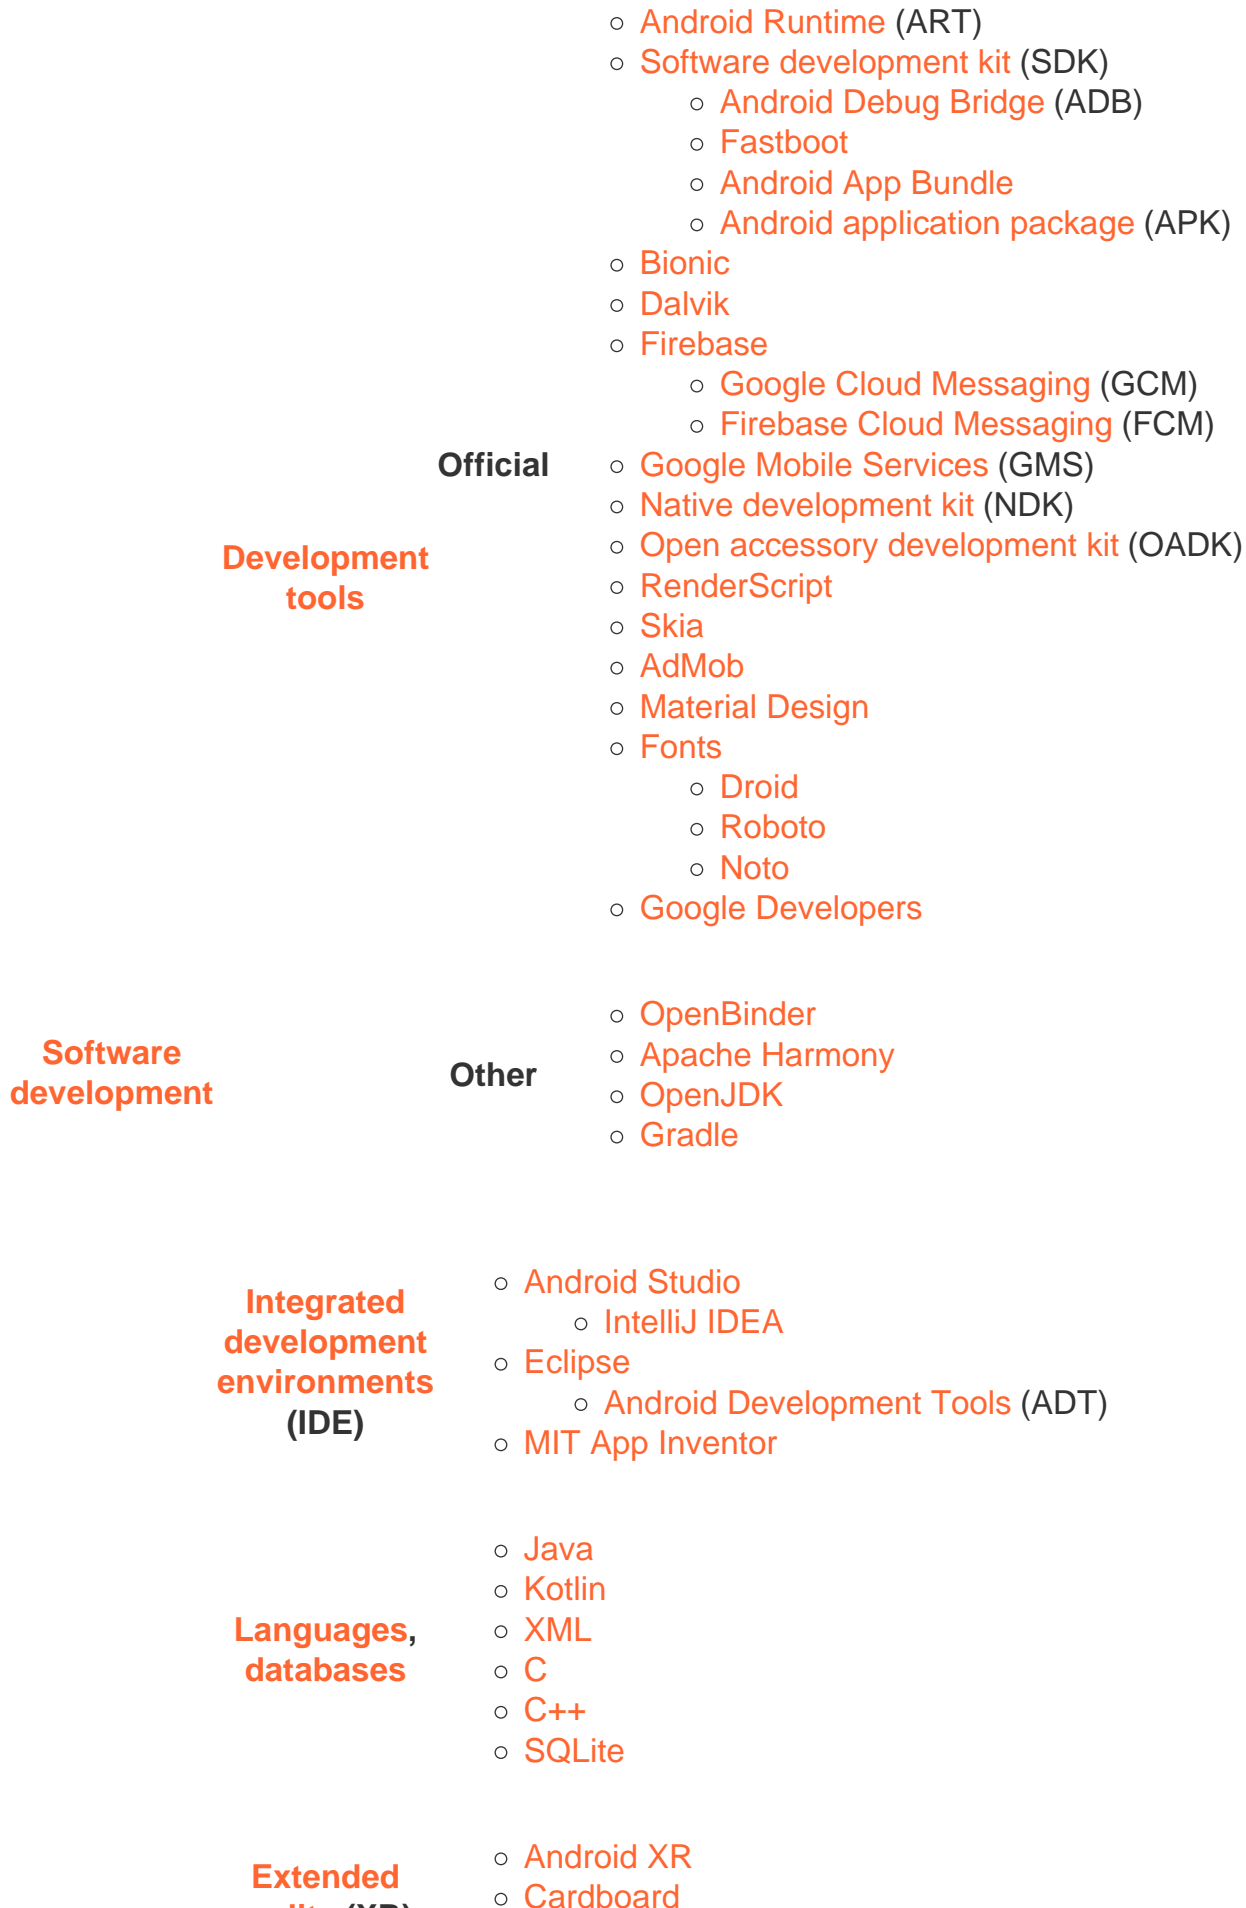 Software
development
Development
tools
Official
Android Runtime (ART)
Software development kit (SDK)
Android Debug Bridge (ADB)
Fastboot
Android App Bundle
Android application package (APK)
Bionic
Dalvik
Firebase
Google Cloud Messaging (GCM)
Firebase Cloud Messaging (FCM)
Google Mobile Services (GMS)
Native development kit (NDK)
Open accessory development kit (OADK)
RenderScript
Skia
AdMob
Material Design
Fonts
Droid
Roboto
Noto
Google Developers
Other
OpenBinder
Apache Harmony
OpenJDK
Gradle
Integrated
development
environments
(IDE)
Android Studio
IntelliJ IDEA
Eclipse
Android Development Tools (ADT)
MIT App Inventor
Languages,
databases
Java
Kotlin
XML
C
C++
SQLite
Extended
(XR)
Android XR
Cardboard